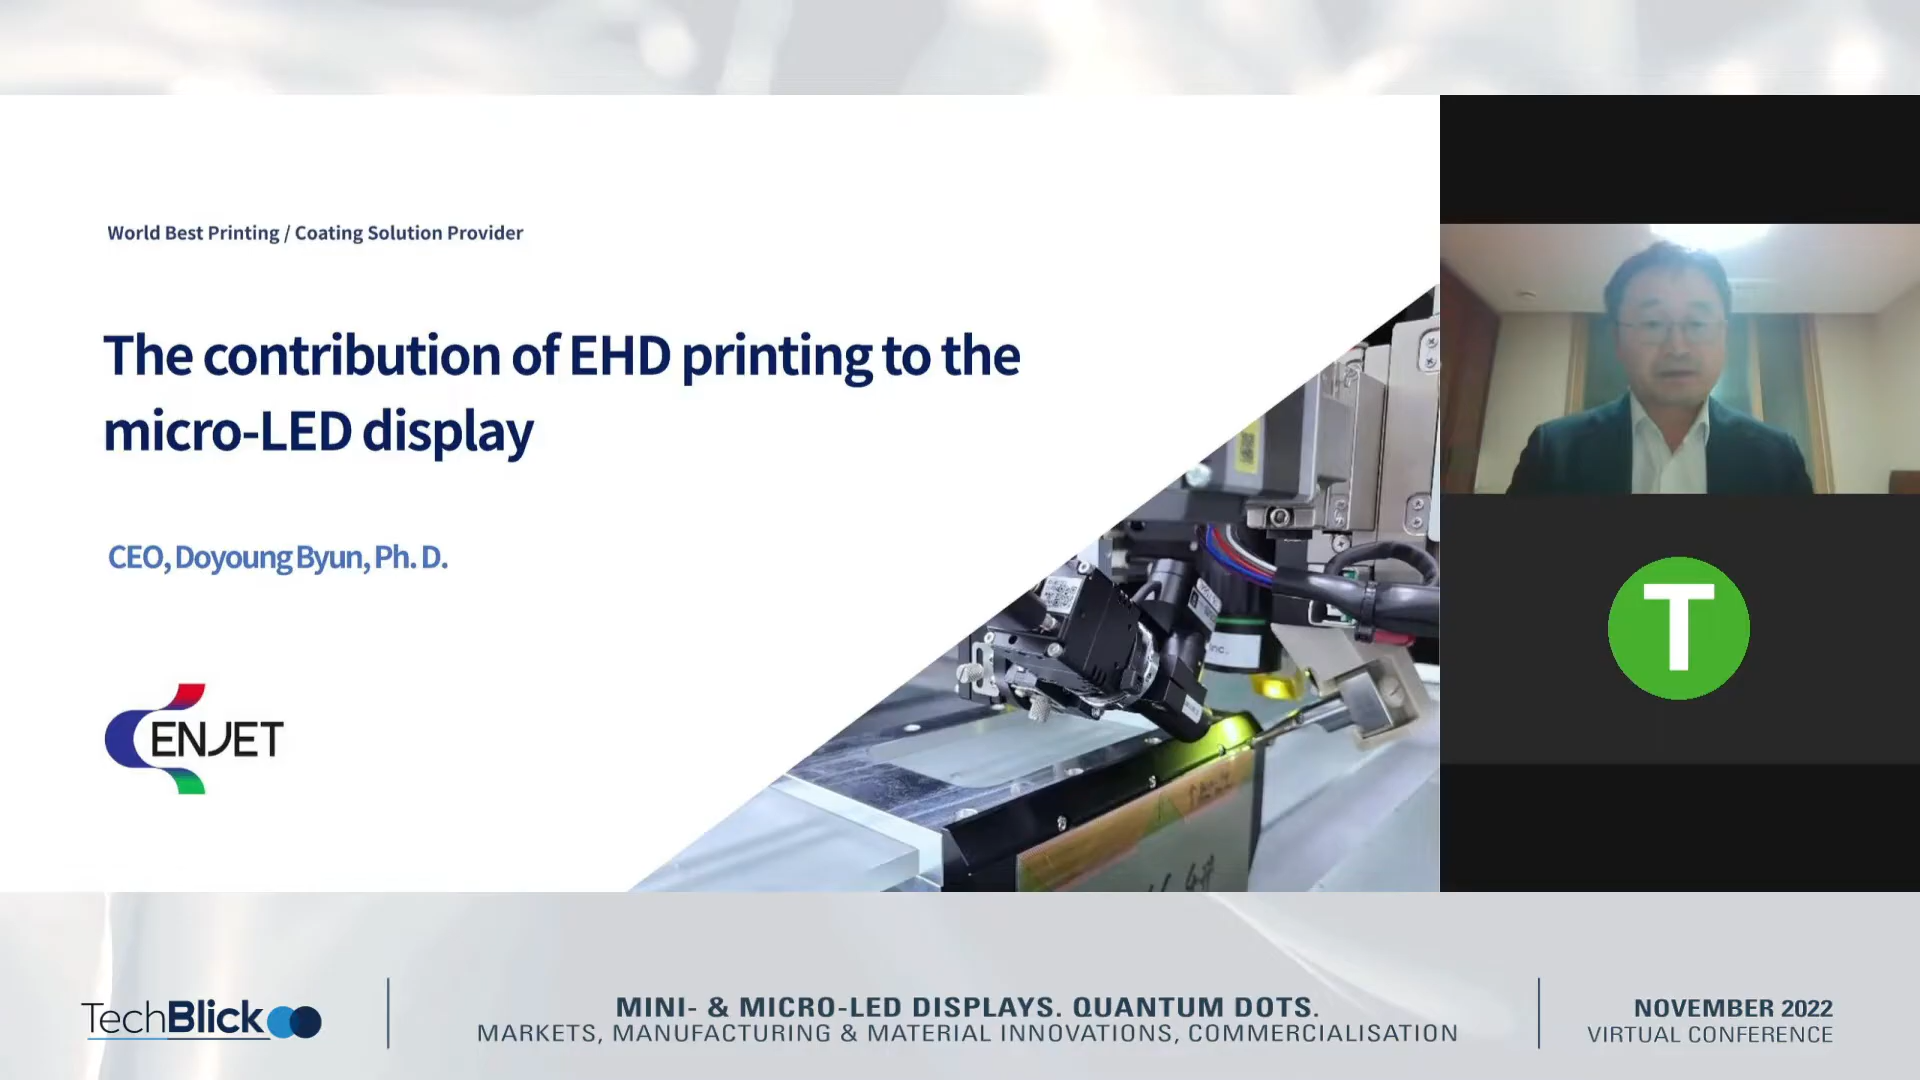 World Best Printing / Coating Solution Provider
The contribution of EHD printing to the
micro-LED display
CEO, Doyoung Byun, Ph. D.
ENJET
inc.
T
TechBlick
MINI- & MICRO-LED DISPLAYS. QUANTUM DOTS.
MARKETS, MANUFACTURING & MATERIAL INNOVATIONS, COMMERCIALISATION
NOVEMBER 2022
VIRTUAL CONFERENCE